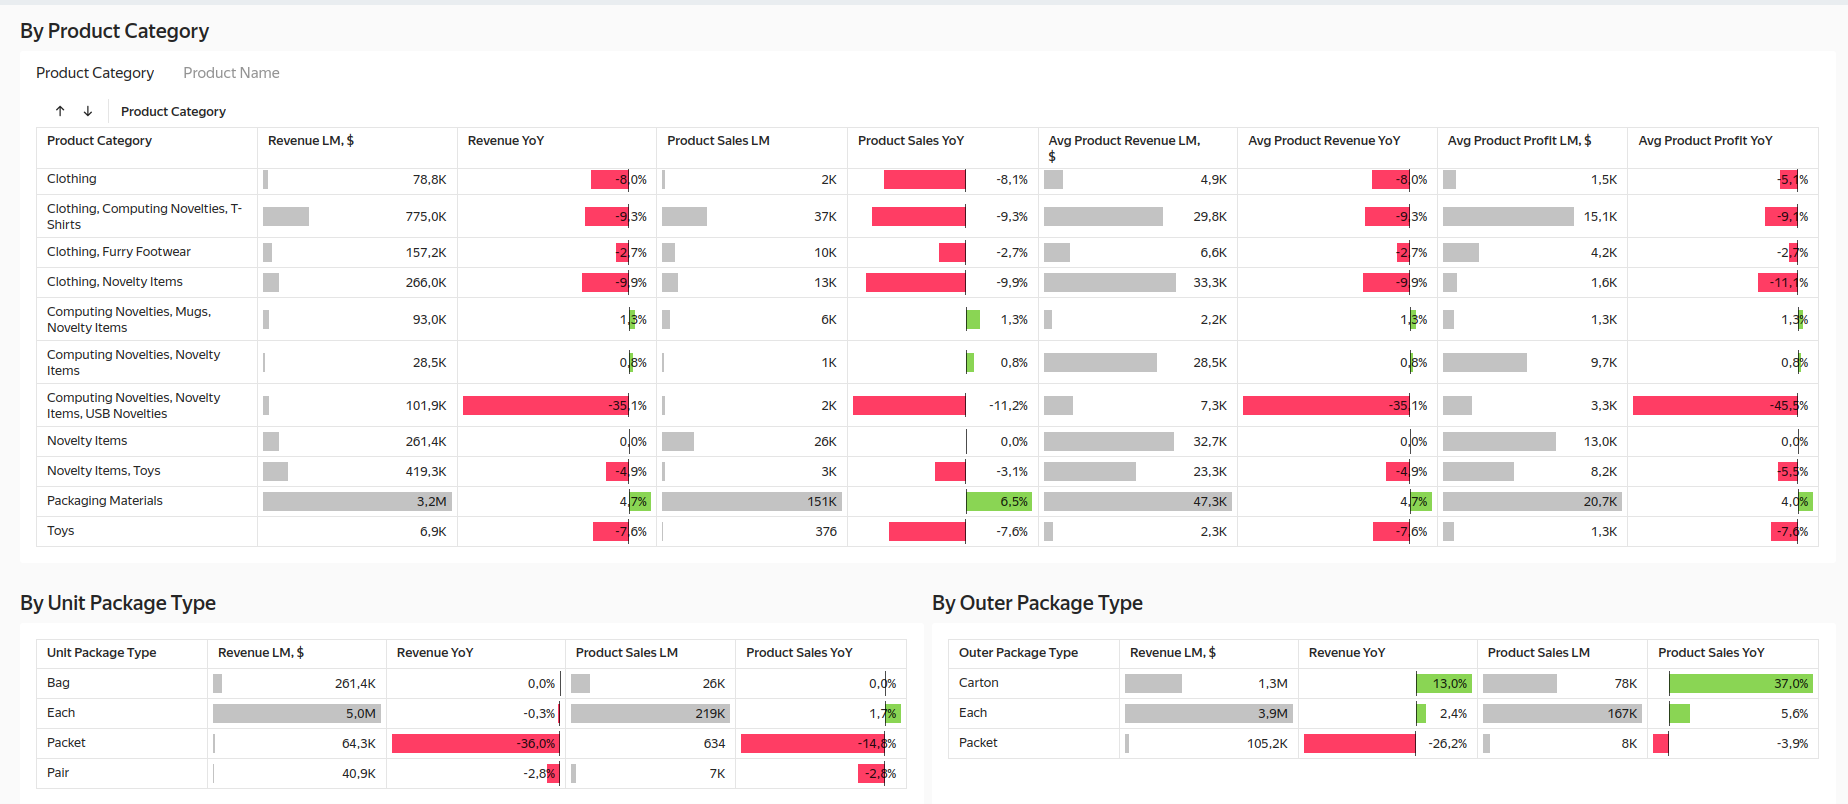 By Product Category
Product Category Product Name
↑ ↓ Product Category
Product Category Revenue LM, $ Revenue YoY Product Sales LM Product Sales YoY Avg Product Revenue LM, $ Avg Product Revenue YoY Avg Product Profit LM, $ Avg Product Profit YoY
Clothing 78,8K -8,0% 2K -8,1% 4,9K -8,0% 1,5K -5,1%
Clothing, Computing Novelties, T-
Shirts 775,0K -9,3% 37K -9,3% 29,8K -9,3% 15,1K -9,1%
Clothing, Furry Footwear 157,2K -2,7% 10K -2,7% 6,6K -2,7% 4,2K -2,7%
Clothing, Novelty Items 266,0K -9,9% 13K -9,9% 33,3K -9,9% 1,6K -11,1%
Computing Novelties, Mugs,
Novelty Items 93,0K 1,3% 6K 1,3% 2,2K 1,3% 1,3K 1,3%
Computing Novelties, Novelty
Items 28,5K 0,8% 1K 0,8% 28,5K 0,8% 9,7K 0,8%
Computing Novelties, Novelty
Items, USB Novelties 101,9K -35,1% 2K -11,2% 7,3K -35,1% 3,3K -45,5%
Novelty Items 261,4K 0,0% 26K 0,0% 32,7K 0,0% 13,0K 0,0%
Novelty Items, Toys 419,3K -4,9% 3K -3,1% 23,3K -4,9% 8,2K -5,5%
Packaging Materials 3,2M 4,7% 151K 6,5% 47,3K 4,7% 20,7K 4,0%
Toys 6,9K -7,6% 376 -7,6% 2,3K -7,6% 1,3K -7,6%
By Unit Package Type
Unit Package Type Revenue LM, $ Revenue YoY Product Sales LM Product Sales YoY
Bag 261,4K 0,0% 26K 0,0%
Each 5,0M -0,3% 219K 1,7%
Packet 64,3K -36,0% 634 -14,8%
Pair 40,9K -2,8% 7K -2,8%
By Outer Package Type
Outer Package Type Revenue LM, $ Revenue YoY Product Sales LM Product Sales YoY
Carton 1,3M 13,0% 78K 37,0%
Each 3,9M 2,4% 167K 5,6%
Packet 105,2K -26,2% 8K -3,9%